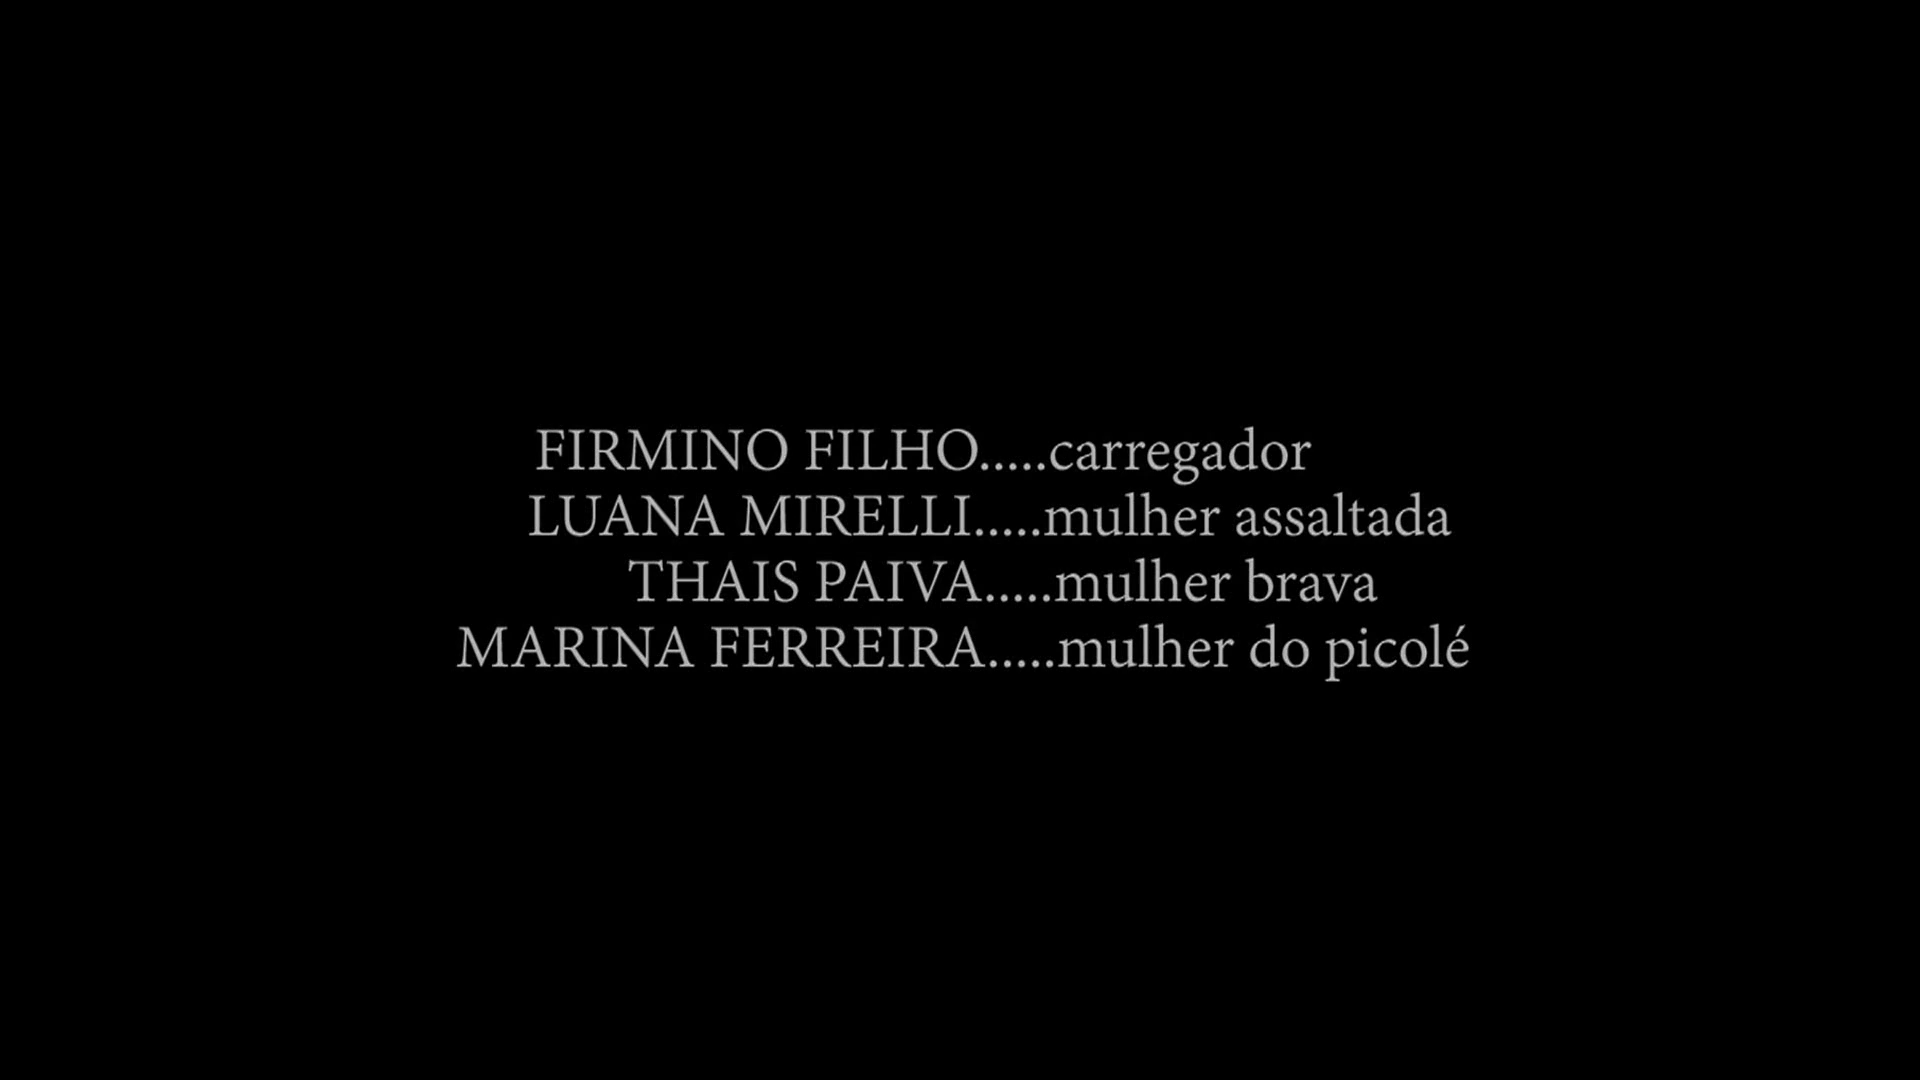 FIRMINO FILHO.....carregador
LUANA MIRELLI.....mulher assaltada
THAIS PAIVA.....mulher brava
MARINA FERREIRA.....mulher do picolé